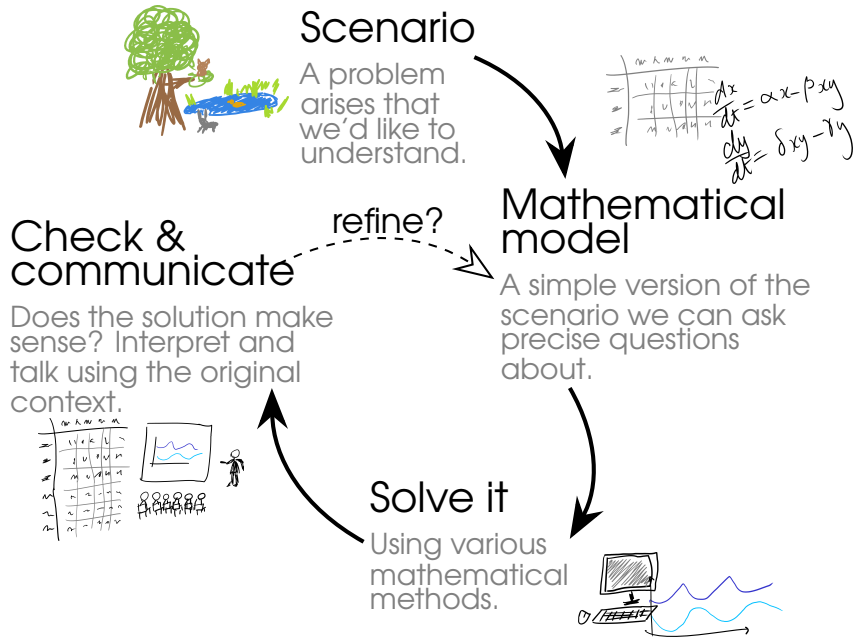 Scenario
A problem
arises that
we'd like to
understand.
dx/dt = αx - βxy
dy/dt = δxy - γy
Mathematical
model
A simple version of the
scenario we can ask
precise questions
about.
refine?
Check &
communicate
Does the solution make
sense? Interpret and
talk using the original
context.
Solve it
Using various
mathematical
methods.